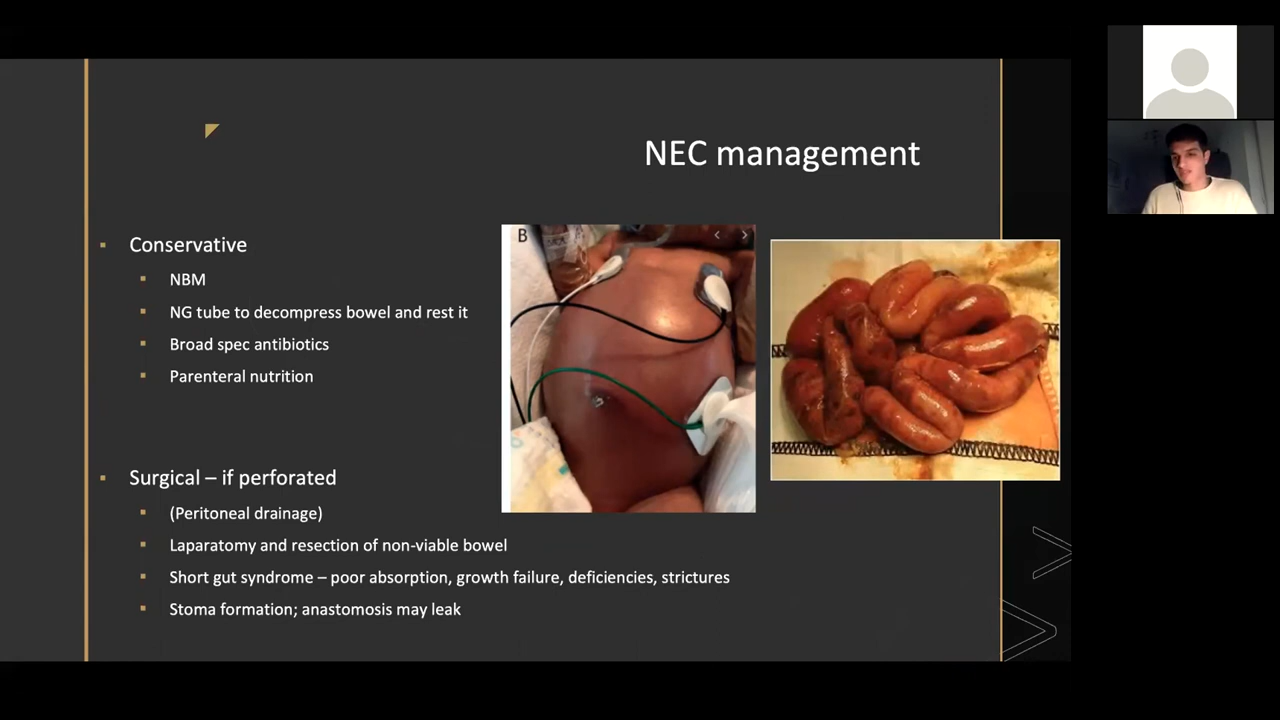 NEC management
Conservative
NBM
NG tube to decompress bowel and rest it
Broad spec antibiotics
Parenteral nutrition
B
Surgical – if perforated
(Peritoneal drainage)
Laparatomy and resection of non-viable bowel
Short gut syndrome – poor absorption, growth failure, deficiencies, strictures
Stoma formation; anastomosis may leak